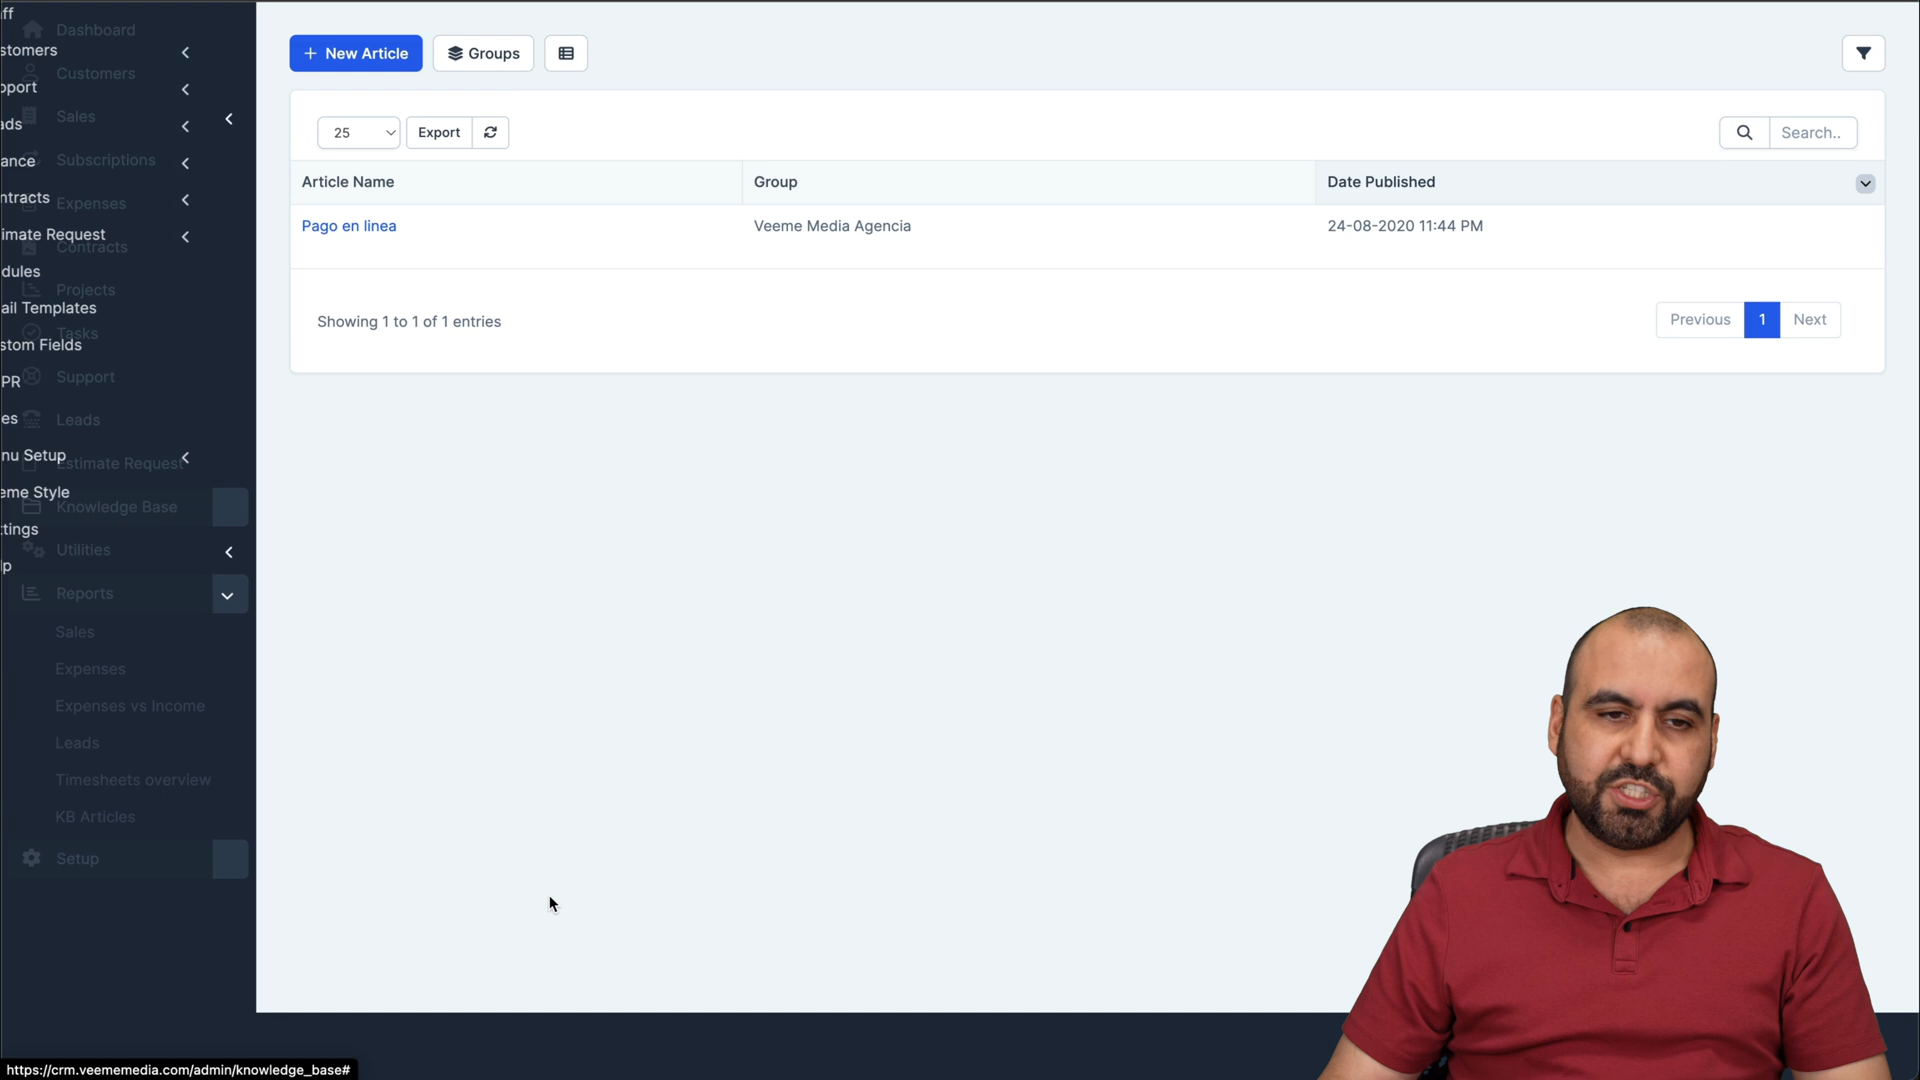 ff
Dashboard
stomers
Customers
pport
Sales
ads
ance
Subscriptions
ntracts
Expenses
imate Request
Contracts
dules
Projects
ail Templates
Tasks
stom Fields
PR
Support
es
Leads
nu Setup
Estimate Request
eme Style
Knowledge Base
ttings
Utilities
lp
Reports
Sales
Expenses
Expenses vs Income
Leads
Timesheets overview
KB Articles
Setup
+ New Article
Groups
25
Export
Search..
Article Name
Group
Date Published
Pago en linea
Veeme Media Agencia
24-08-2020 11:44 PM
Showing 1 to 1 of 1 entries
Previous
1
Next
https://crm.veememedia.com/admin/knowledge_base#